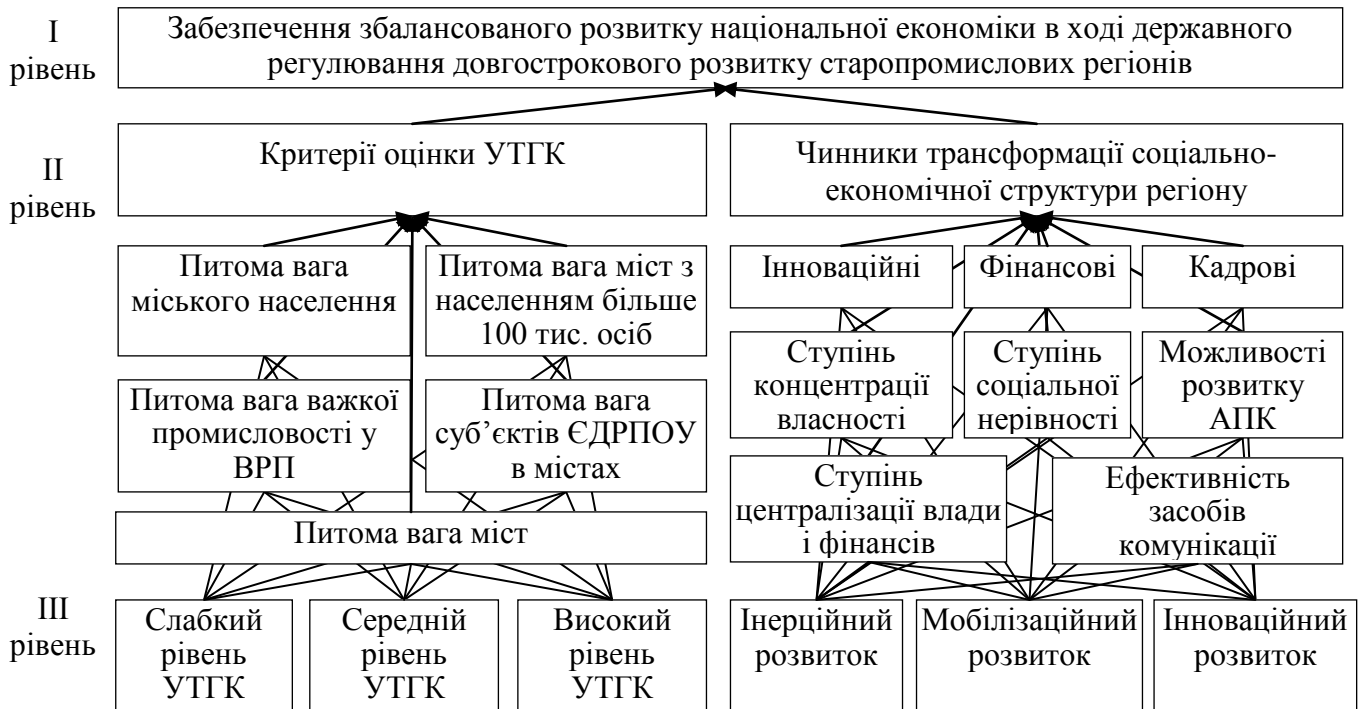 I
рівень
Забезпечення збалансованого розвитку національної економіки в ході державного
регулювання довгострокового розвитку старопромислових регіонів
II
рівень
Критерії оцінки УТГК
Чинники трансформації соціально-
економічної структури регіону
Питома вага
міського населення
Питома вага міст з
населенням більше
100 тис. осіб
Інноваційні
Фінансові
Кадрові
Питома вага важкої
промисловості у
ВРП
Питома вага
суб’єктів ЄДРПОУ
в містах
Ступінь
концентрації
власності
Ступінь
соціальної
нерівності
Можливості
розвитку
АПК
Питома вага міст
Ступінь
централізації влади
і фінансів
Ефективність
засобів
комунікації
III
рівень
Слабкий
рівень
УТГК
Середній
рівень
УТГК
Високий
рівень
УТГК
Інерційний
розвиток
Мобілізаційний
розвиток
Інноваційний
розвиток